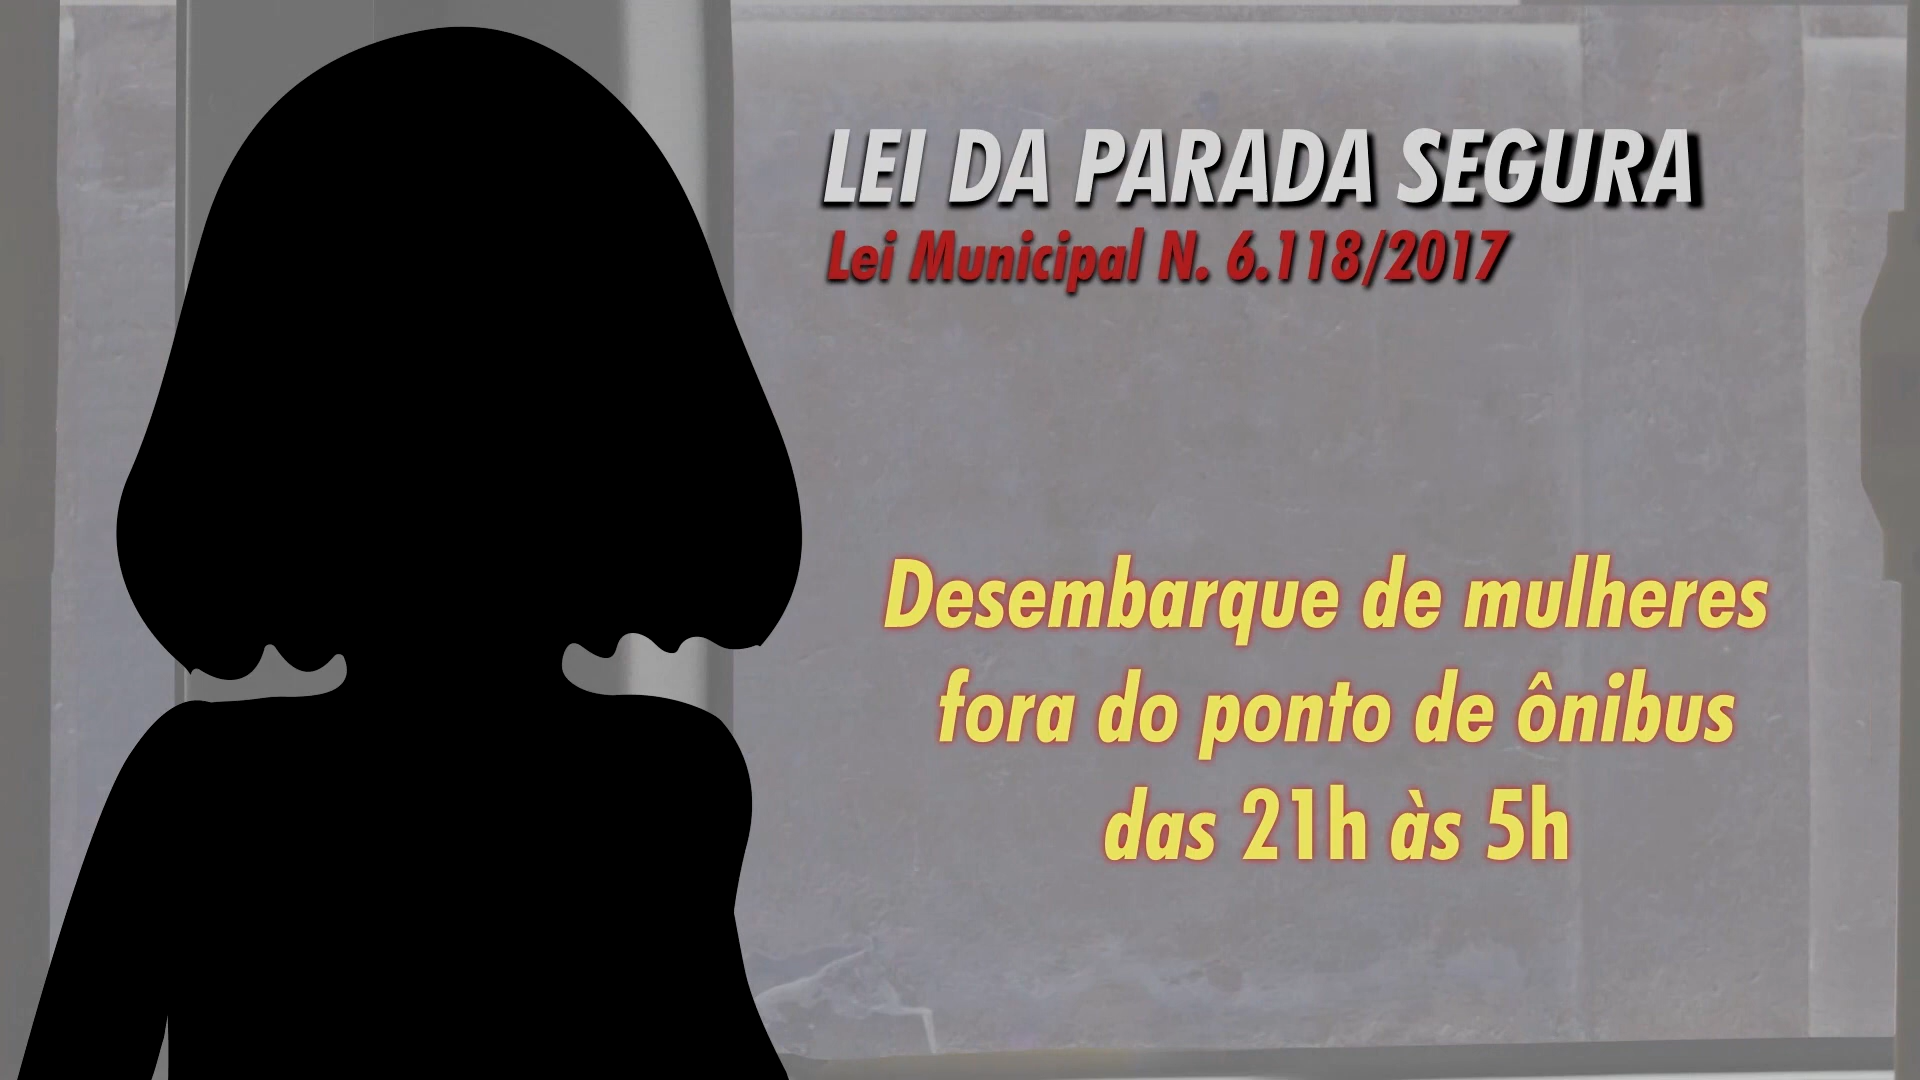 LEI DA PARADA SEGURA
Lei Municipal N. 6.118/2017
Desembarque de mulheres
fora do ponto de ônibus
das 21h às 5h